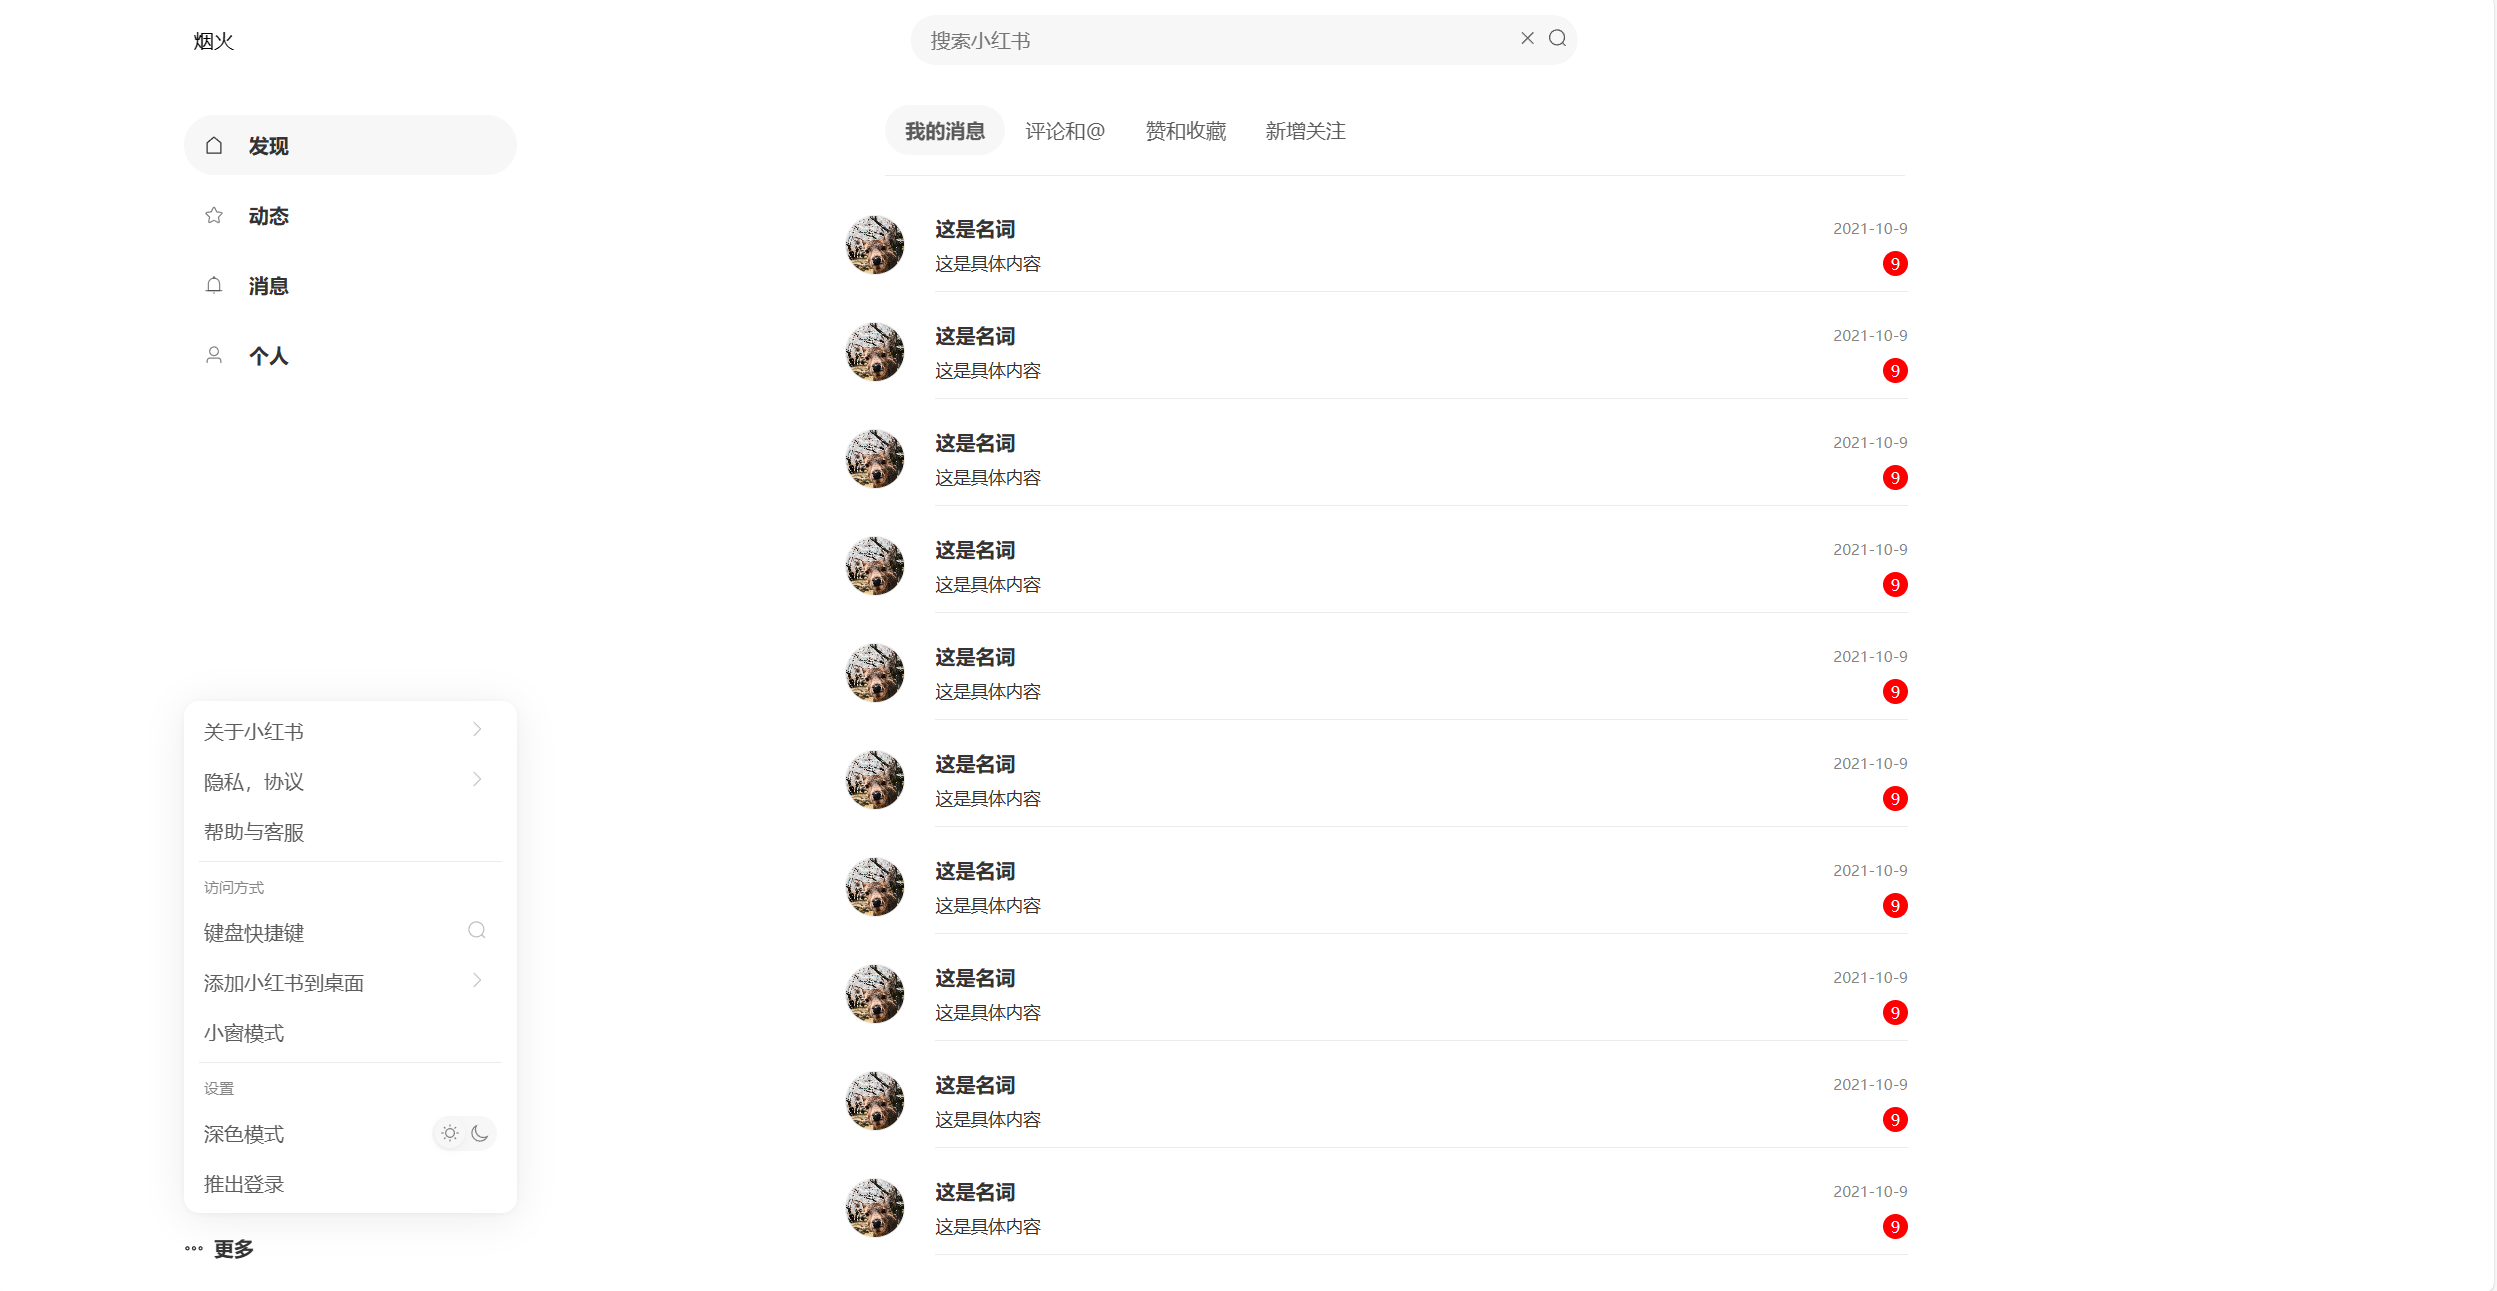 烟火
搜索小红书
发现
动态
消息
个人
我的消息 评论和@ 赞和收藏 新增关注
这是名词 2021-10-9
这是具体内容 9
这是名词 2021-10-9
这是具体内容 9
这是名词 2021-10-9
这是具体内容 9
这是名词 2021-10-9
这是具体内容 9
这是名词 2021-10-9
这是具体内容 9
这是名词 2021-10-9
这是具体内容 9
这是名词 2021-10-9
这是具体内容 9
这是名词 2021-10-9
这是具体内容 9
这是名词 2021-10-9
这是具体内容 9
这是名词 2021-10-9
这是具体内容 9
关于小红书
隐私，协议
帮助与客服
访问方式
键盘快捷键
添加小红书到桌面
小窗模式
设置
深色模式
推出登录
更多